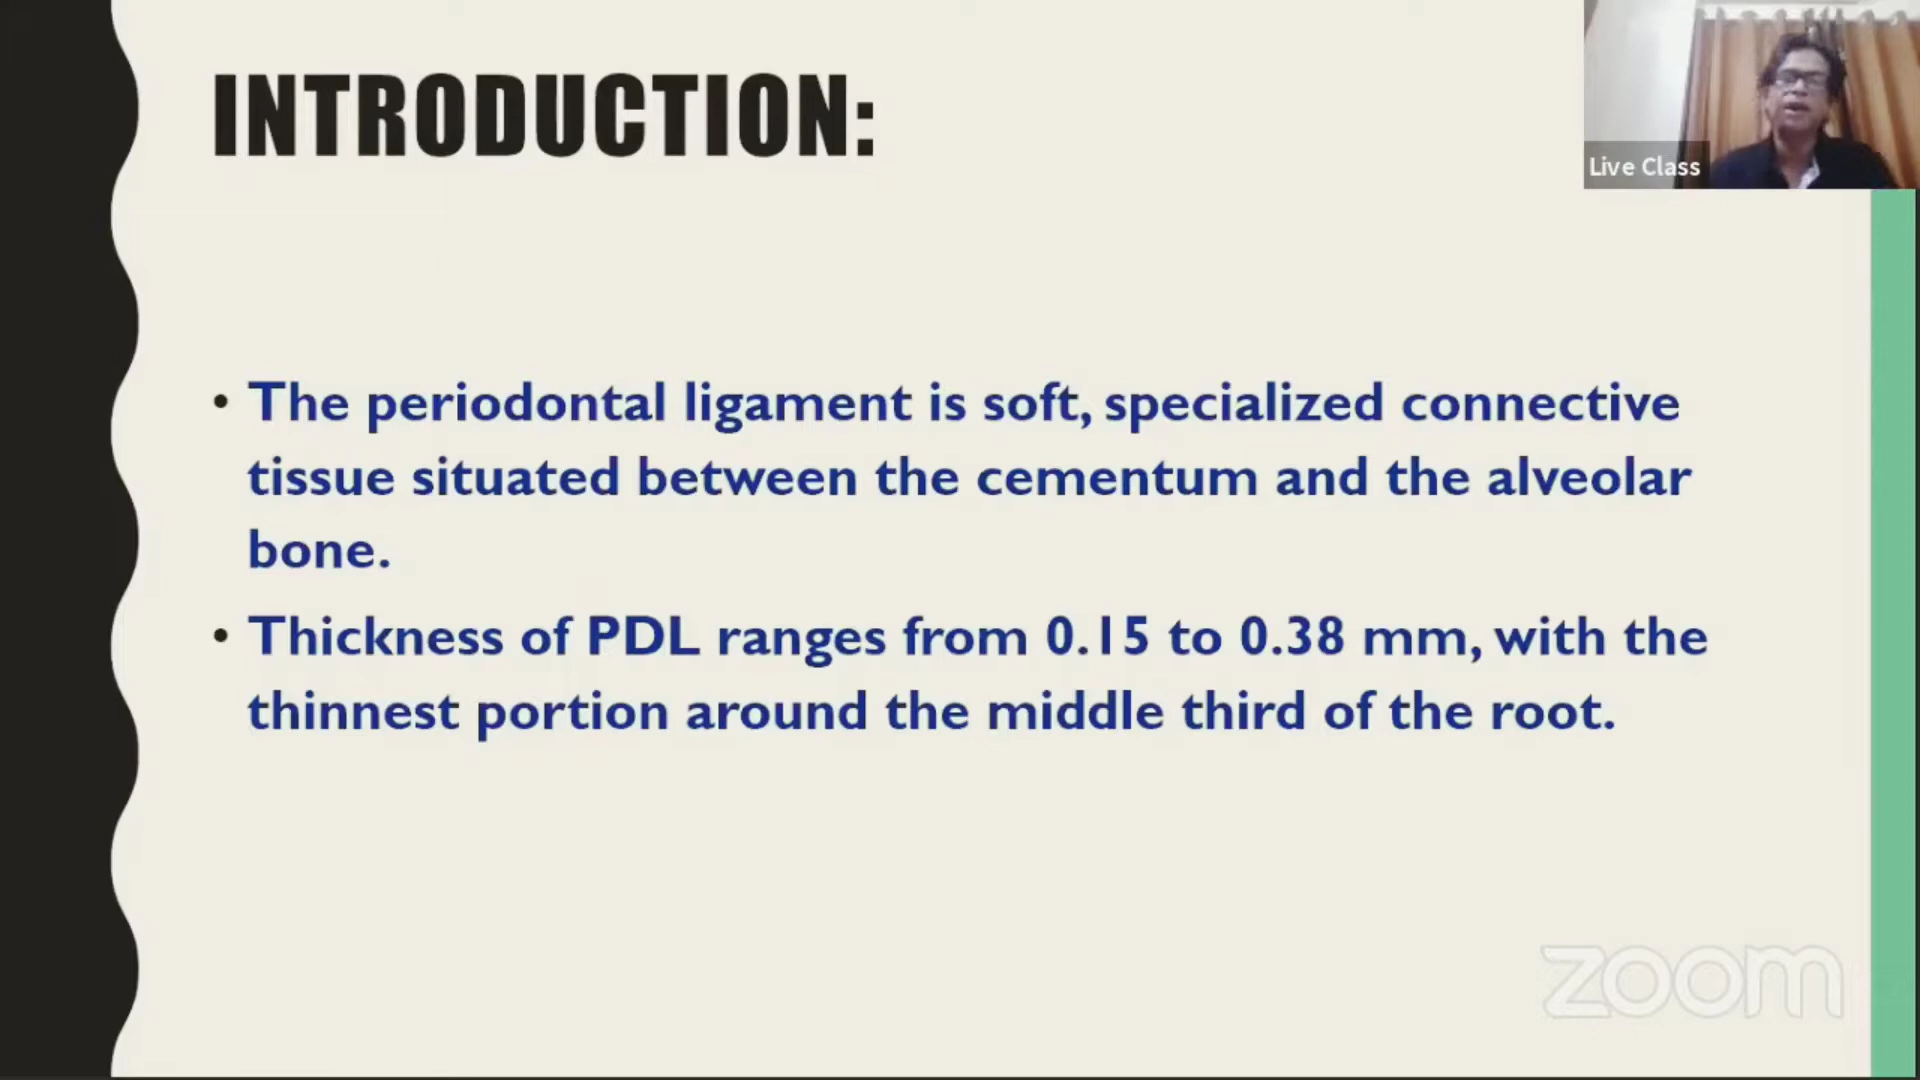 INTRODUCTION:
Live Class
• The periodontal ligament is soft, specialized connective
tissue situated between the cementum and the alveolar
bone.
• Thickness of PDL ranges from 0.15 to 0.38 mm, with the
thinnest portion around the middle third of the root.
zoom